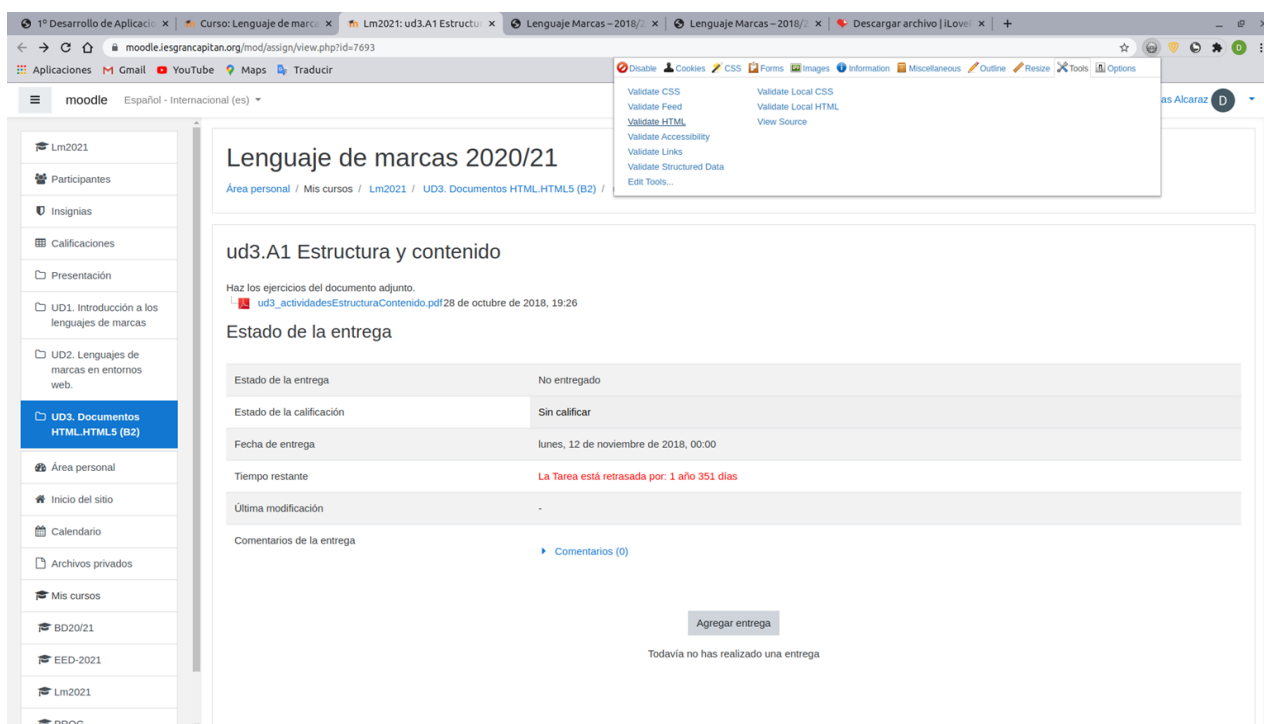 1º Desarrollo de Aplicacio
Curso: Lenguaje de marca
Lm2021: ud3.A1 Estructur
Lenguaje Marcas – 2018/2
Lenguaje Marcas – 2018/2
Descargar archivo | iLoveP
moodle.iesgrancapitan.org/mod/assign/view.php?id=7693
Aplicaciones Gmail YouTube Maps Traducir
Disable Cookies CSS Forms Images Information Miscellaneous Outline Resize Tools Options
Validate CSS
Validate Feed
Validate HTML
Validate Accessibility
Validate Links
Validate Structured Data
Edit Tools...
Validate Local CSS
Validate Local HTML
View Source
moodle Español - Internacional (es)
as Alcaraz D
Lm2021
Participantes
Insignias
Calificaciones
Presentación
UD1. Introducción a los
lenguajes de marcas
UD2. Lenguajes de
marcas en entornos
web.
UD3. Documentos
HTML.HTML5 (B2)
Área personal
Inicio del sitio
Calendario
Archivos privados
Mis cursos
BD20/21
EED-2021
Lm2021
PROG
Lenguaje de marcas 2020/21
Área personal / Mis cursos / Lm2021 / UD3. Documentos HTML.HTML5 (B2) /
ud3.A1 Estructura y contenido
Haz los ejercicios del documento adjunto.
ud3_actividadesEstructuraContenido.pdf 28 de octubre de 2018, 19:26
Estado de la entrega
Estado de la entrega No entregado
Estado de la calificación Sin calificar
Fecha de entrega lunes, 12 de noviembre de 2018, 00:00
Tiempo restante La Tarea está retrasada por: 1 año 351 días
Última modificación -
Comentarios de la entrega Comentarios (0)
Agregar entrega
Todavía no has realizado una entrega